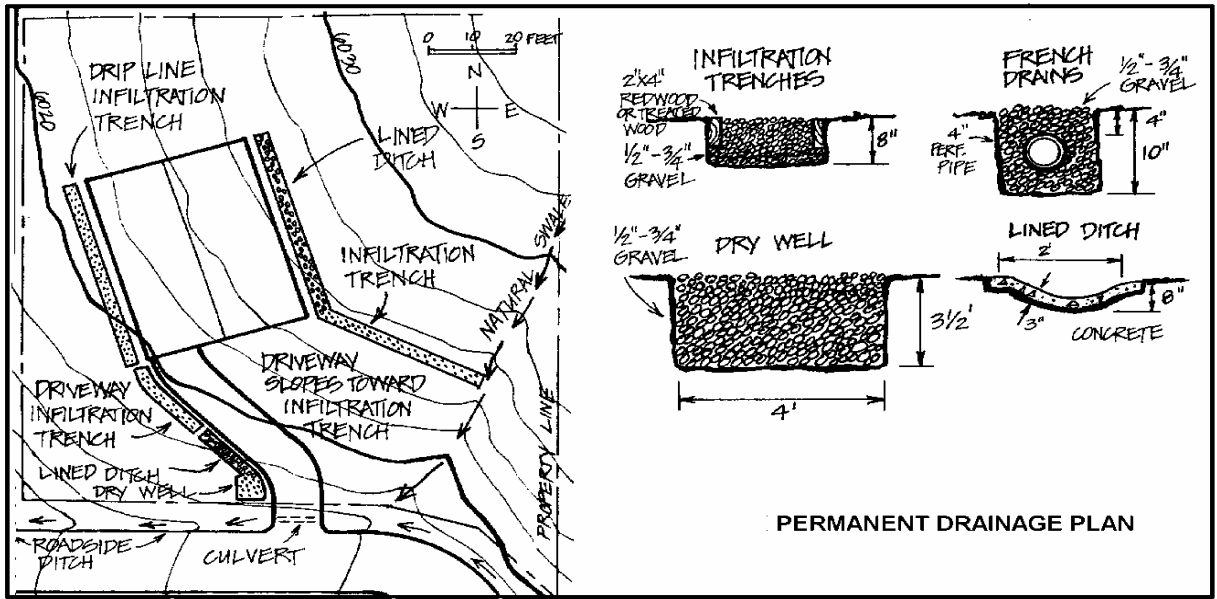 6020
6030
0 10 20 FEET
N
W E
S
DRIP LINE
INFILTRATION
TRENCH
LINED
DITCH
INFILTRATION
TRENCH
NATURAL SWALE
DRIVEWAY
SLOPES TOWARD
INFILTRATION
TRENCH
DRIVEWAY
INFILTRATION
TRENCH
LINED DITCH
DRY WELL
PROPERTY LINE
ROADSIDE
DITCH
CULVERT
INFILTRATION
TRENCHES
2"X4"
REDWOOD
OR TREATED
WOOD
1/2"-3/4"
GRAVEL
8"
FRENCH
DRAINS
1/2"-3/4"
GRAVEL
4"
PERF.
PIPE
4"
10"
1/2"-3/4"
GRAVEL
DRY WELL
3 1/2'
4'
LINED DITCH
2'
8"
3"
CONCRETE
PERMANENT DRAINAGE PLAN